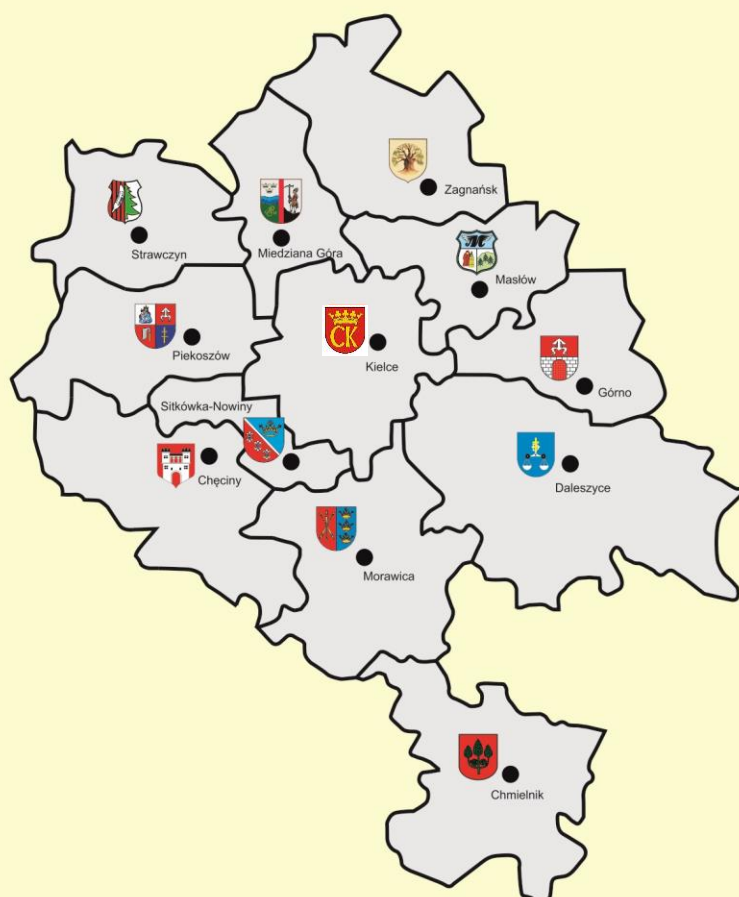 Zagnańsk
Strawczyn
Miedziana Góra
Masłów
Piekoszów
CK
Kielce
Górno
Sitkówka-Nowiny
Chęciny
Daleszyce
Morawica
Chmielnik